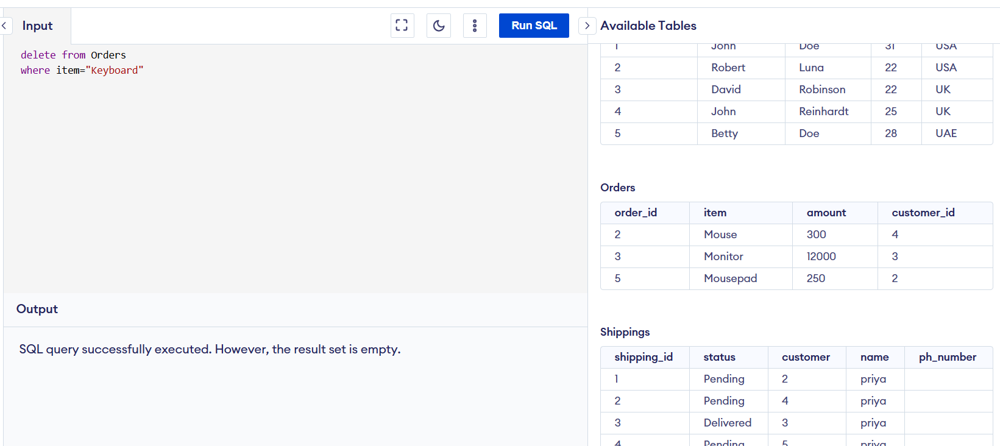 Input
Run SQL
delete from Orders
where item="Keyboard"
Output
SQL query successfully executed. However, the result set is empty.
Available Tables
1 John Doe 31 USA
2 Robert Luna 22 USA
3 David Robinson 22 UK
4 John Reinhardt 25 UK
5 Betty Doe 28 UAE
Orders
order_id item amount customer_id
2 Mouse 300 4
3 Monitor 12000 3
5 Mousepad 250 2
Shippings
shipping_id status customer name ph_number
1 Pending 2 priya
2 Pending 4 priya
3 Delivered 3 priya
4 Pending 5 priya